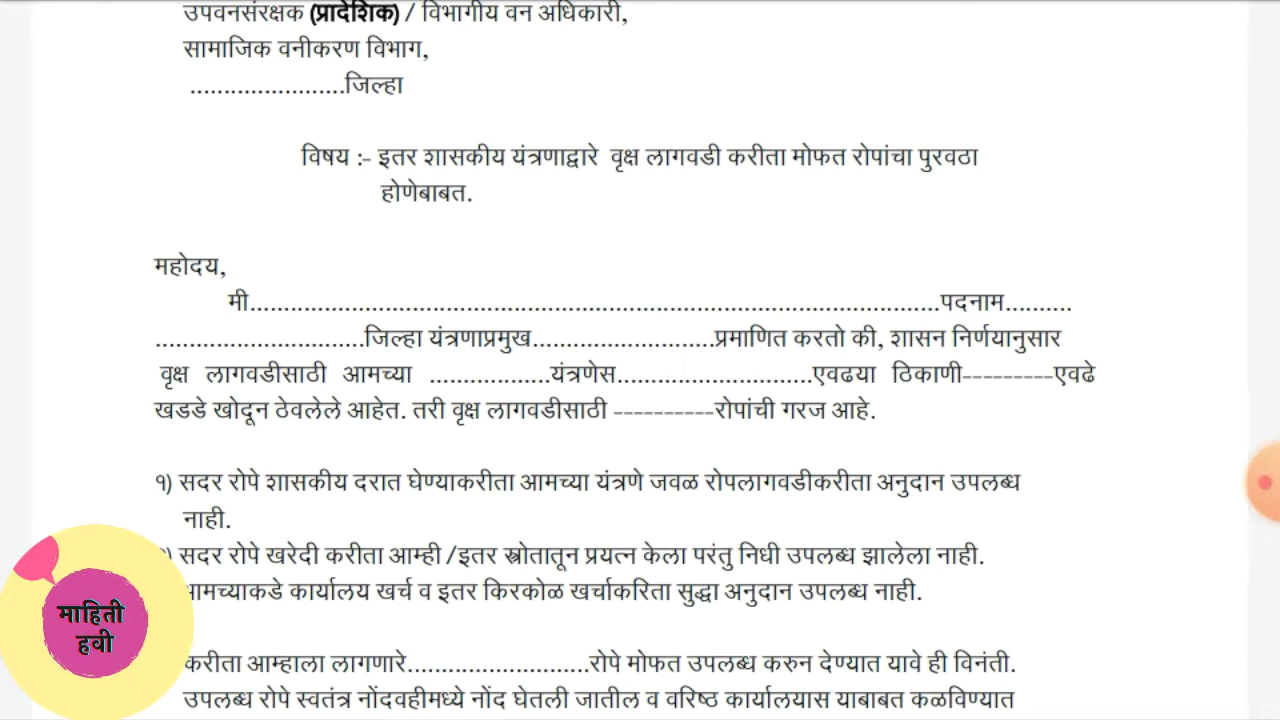 उपवनसंरक्षक (प्रादेशिक) / विभागीय वन अधिकारी,
सामाजिक वनीकरण विभाग,
.......................जिल्हा
विषय :- इतर शासकीय यंत्रणाद्वारे वृक्ष लागवडी करीता मोफत रोपांचा पुरवठा
होणेबाबत.
महोदय,
मी......................................................................................................पदनाम..........
...............................जिल्हा यंत्रणाप्रमुख...........................प्रमाणित करतो की, शासन निर्णयानुसार
वृक्ष लागवडीसाठी आमच्या ..................यंत्रणेस.............................एवढया ठिकाणी---------एवढे
खडडे खोदून ठेवलेले आहेत. तरी वृक्ष लागवडीसाठी ----------रोपांची गरज आहे.
१) सदर रोपे शासकीय दरात घेण्याकरीता आमच्या यंत्रणे जवळ रोपलागवडीकरीता अनुदान उपलब्ध
नाही.
सदर रोपे खरेदी करीता आम्ही /इतर स्त्रोतातून प्रयत्न केला परंतु निधी उपलब्ध झालेला नाही.
आमच्याकडे कार्यालय खर्च व इतर किरकोळ खर्चाकरिता सुद्धा अनुदान उपलब्ध नाही.
करीता आम्हाला लागणारे...........................रोपे मोफत उपलब्ध करुन देण्यात यावे ही विनंती.
उपलब्ध रोपे स्वतंत्र नोंदवहीमध्ये नोंद घेतली जातील व वरिष्ठ कार्यालयास याबाबत कळविण्यात
माहिती
हवी